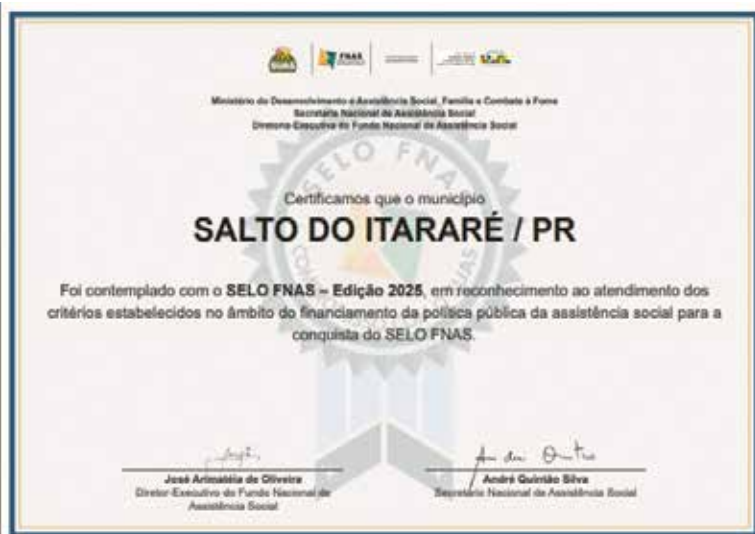 FNAS
Ministério do Desenvolvimento e Assistência Social, Família e Combate à Fome
Secretaria Nacional de Assistência Social
Diretoria-Executiva do Fundo Nacional de Assistência Social
SELO FNAS
Certificamos que o município
SALTO DO ITARARÉ / PR
Foi contemplado com o SELO FNAS – Edição 2025, em reconhecimento ao atendimento dos
critérios estabelecidos no âmbito do financiamento da política pública da assistência social para a
conquista do SELO FNAS.
José Arimatéia de Oliveira
Diretor-Executivo do Fundo Nacional de
Assistência Social
André Quintão Silva
Secretário Nacional de Assistência Social